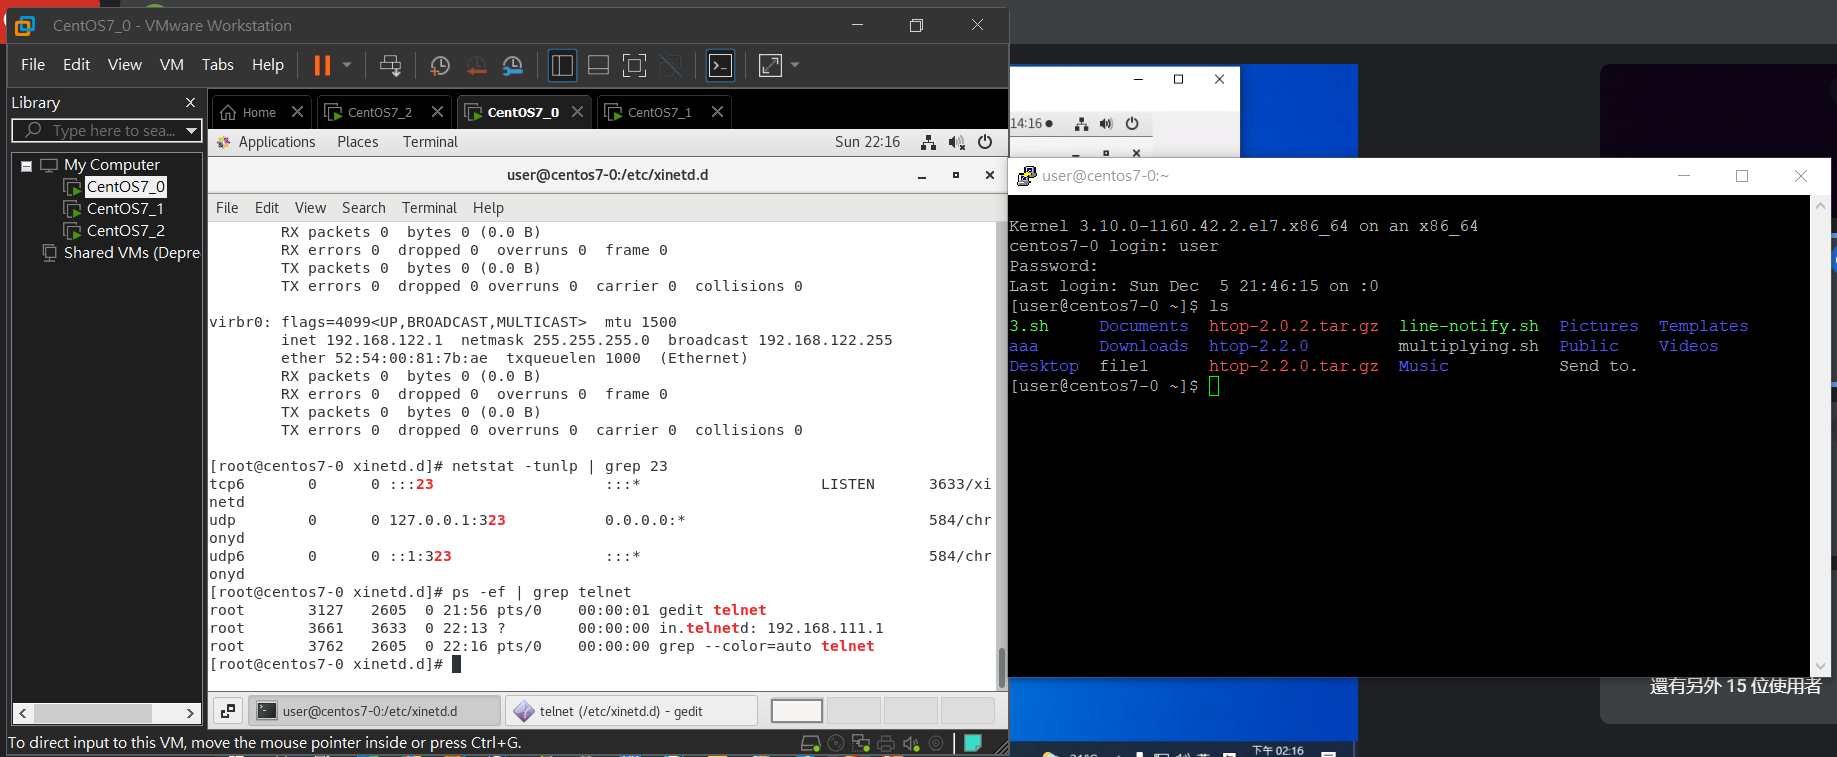 CentOS7_0 - VMware Workstation
File Edit View VM Tabs Help
Library
Type here to sea...
My Computer
CentOS7_0
CentOS7_1
CentOS7_2
Shared VMs (Depre
Home CentOS7_2 CentOS7_0 CentOS7_1
Applications Places Terminal Sun 22:16
user@centos7-0:/etc/xinetd.d
File Edit View Search Terminal Help
RX packets 0 bytes 0 (0.0 B)
RX errors 0 dropped 0 overruns 0 frame 0
TX packets 0 bytes 0 (0.0 B)
TX errors 0 dropped 0 overruns 0 carrier 0 collisions 0
virbr0: flags=4099<UP,BROADCAST,MULTICAST> mtu 1500
inet 192.168.122.1 netmask 255.255.255.0 broadcast 192.168.122.255
ether 52:54:00:81:7b:ae txqueuelen 1000 (Ethernet)
RX packets 0 bytes 0 (0.0 B)
RX errors 0 dropped 0 overruns 0 frame 0
TX packets 0 bytes 0 (0.0 B)
TX errors 0 dropped 0 overruns 0 carrier 0 collisions 0
[root@centos7-0 xinetd.d]# netstat -tunlp | grep 23
tcp6 0 0 :::23 :::* LISTEN 3633/xi
netd
udp 0 0 127.0.0.1:323 0.0.0.0:* 584/chr
onyd
udp6 0 0 ::1:323 :::* 584/chr
onyd
[root@centos7-0 xinetd.d]# ps -ef | grep telnet
root 3127 2605 0 21:56 pts/0 00:00:01 gedit telnet
root 3661 3633 0 22:13 ? 00:00:00 in.telnetd: 192.168.111.1
root 3762 2605 0 22:16 pts/0 00:00:00 grep --color=auto telnet
[root@centos7-0 xinetd.d]#
user@centos7-0:/etc/xinetd.d
telnet (/etc/xinetd.d) - gedit
To direct input to this VM, move the mouse pointer inside or press Ctrl+G.
14:16
user@centos7-0:~
Kernel 3.10.0-1160.42.2.el7.x86_64 on an x86_64
centos7-0 login: user
Password:
Last login: Sun Dec  5 21:46:15 on :0
[user@centos7-0 ~]$ ls
3.sh Documents htop-2.0.2.tar.gz line-notify.sh Pictures Templates
aaa Downloads htop-2.2.0 multiplying.sh Public Videos
Desktop file1 htop-2.2.0.tar.gz Music Send to.
[user@centos7-0 ~]$
還有另外 15 位使用者
下午 02:16